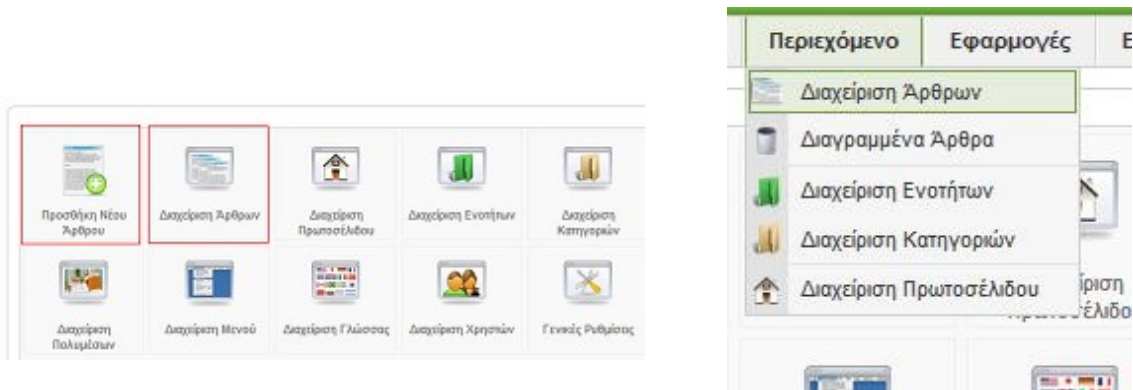 Προσθήκη Νέου
Άρθρου
Διαχείριση Άρθρων
Διαχείριση
Πρωτοσέλιδου
Διαχείριση Ενοτήτων
Διαχείριση
Κατηγοριών
Διαχείριση
Πολυμέσων
Διαχείριση Μενού
Διαχείριση Γλώσσας
Διαχείριση Χρηστών
Γενικές Ρυθμίσεις
Περιεχόμενο
Εφαρμογές
Ε
Διαχείριση Άρθρων
Διαγραμμένα Άρθρα
Διαχείριση Ενοτήτων
Διαχείριση Κατηγοριών
Διαχείριση Πρωτοσέλιδου